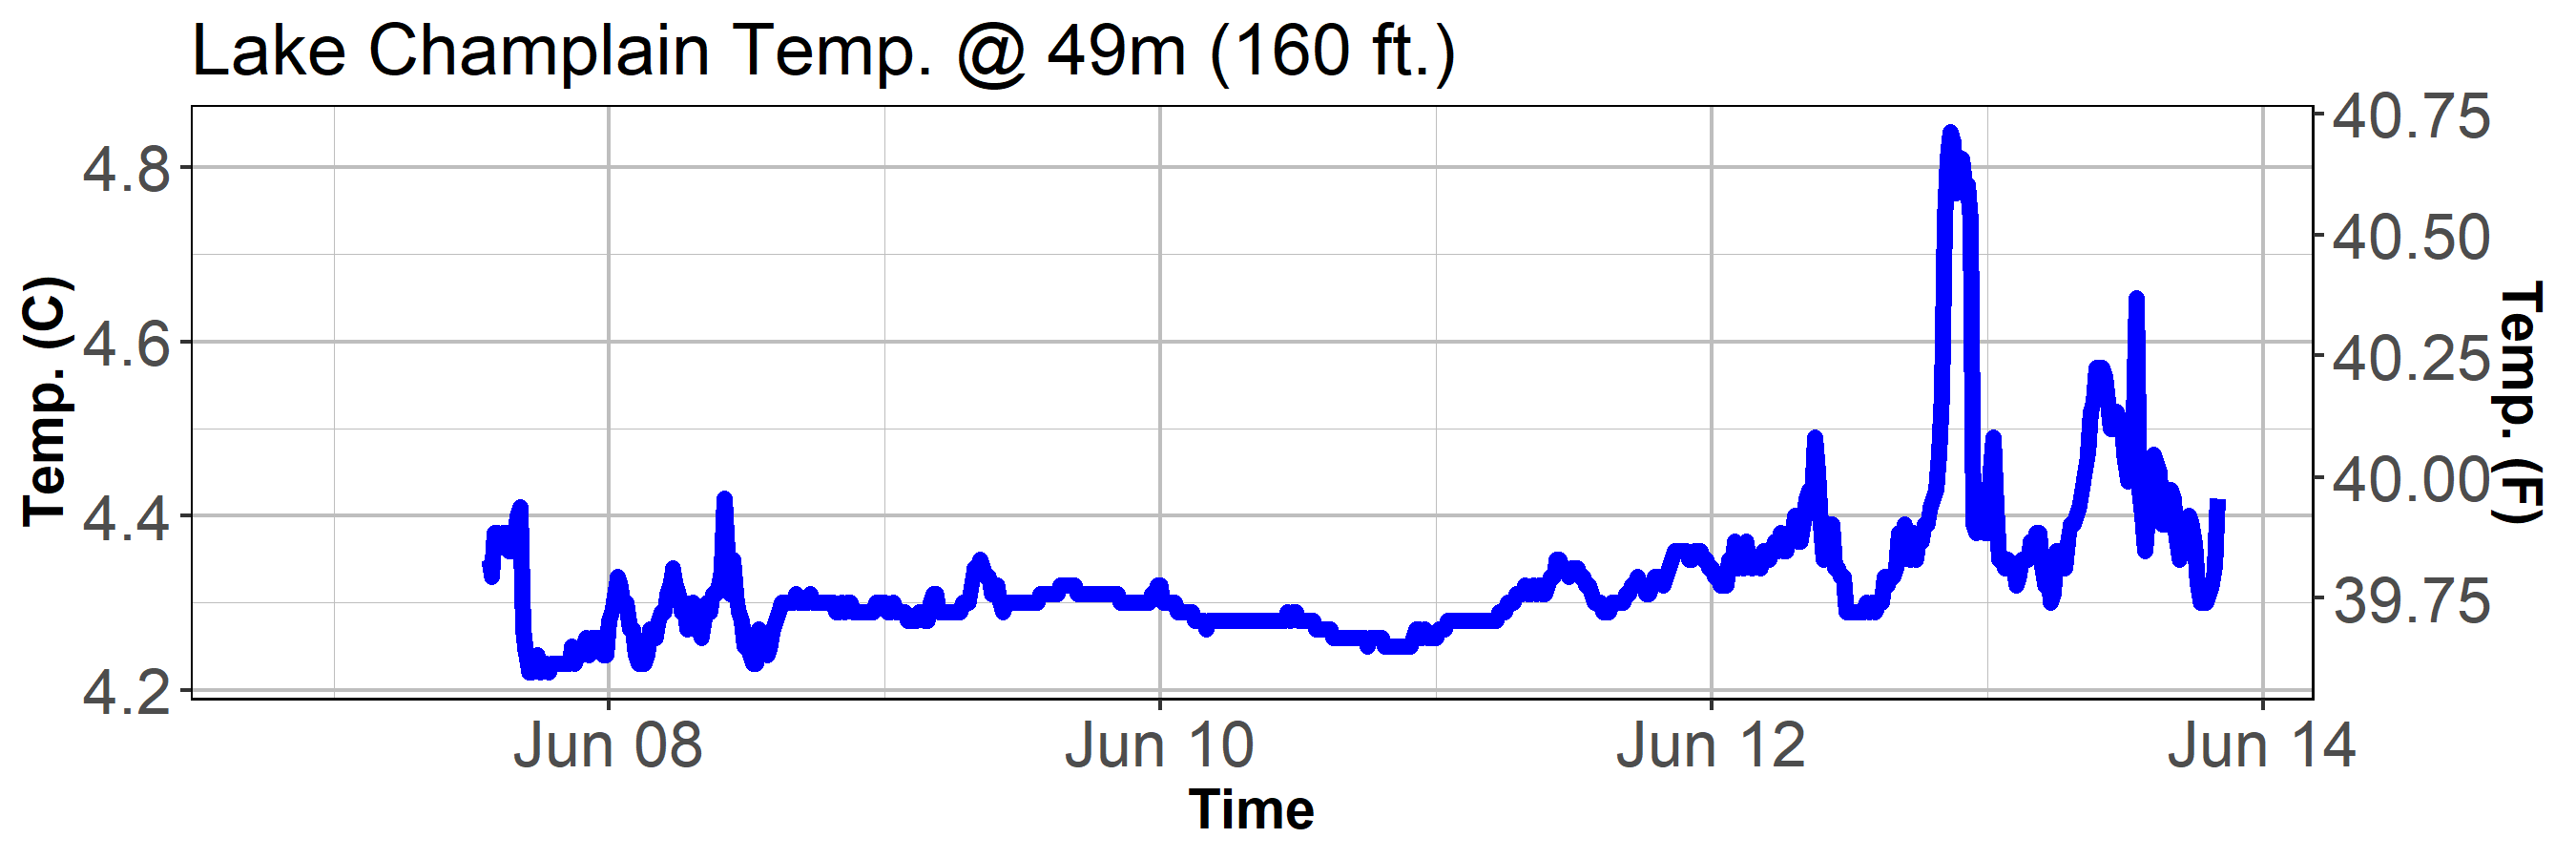 Lake Champlain Temp. @ 49m (160 ft.)
Temp. (C)
4.8
4.6
4.4
4.2
40.75
40.50
40.25
40.00
39.75
Temp. (F)
Jun 08 Jun 10 Jun 12 Jun 14
Time